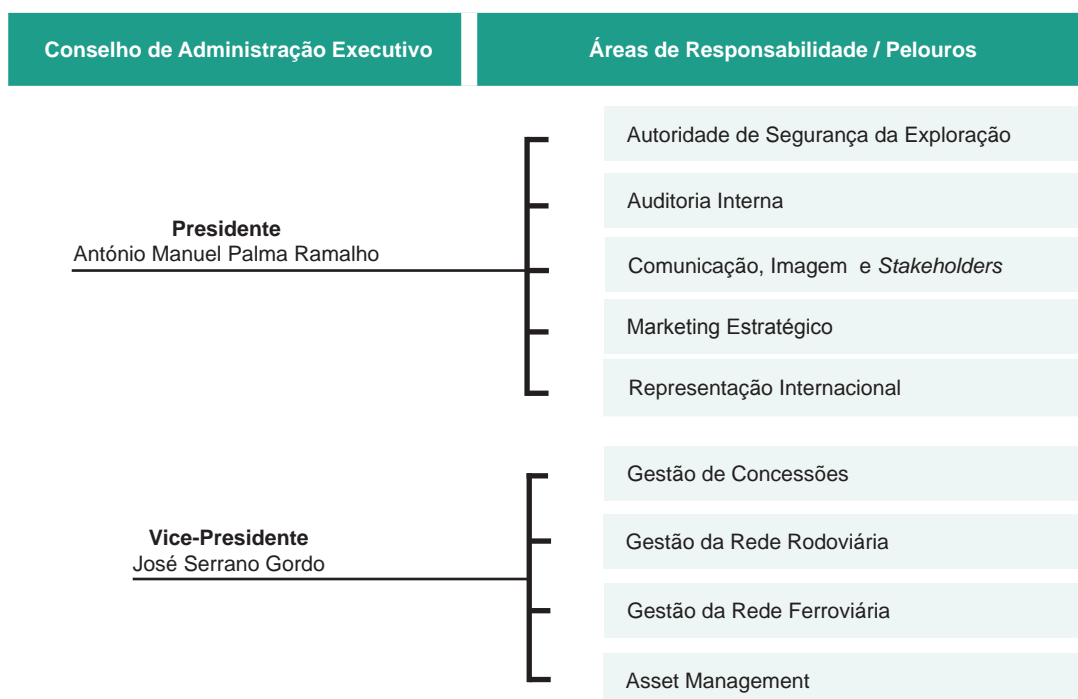 Conselho de Administração Executivo
Áreas de Responsabilidade / Pelouros
Presidente
António Manuel Palma Ramalho
Autoridade de Segurança da Exploração
Auditoria Interna
Comunicação, Imagem e Stakeholders
Marketing Estratégico
Representação Internacional
Vice-Presidente
José Serrano Gordo
Gestão de Concessões
Gestão da Rede Rodoviária
Gestão da Rede Ferroviária
Asset Management